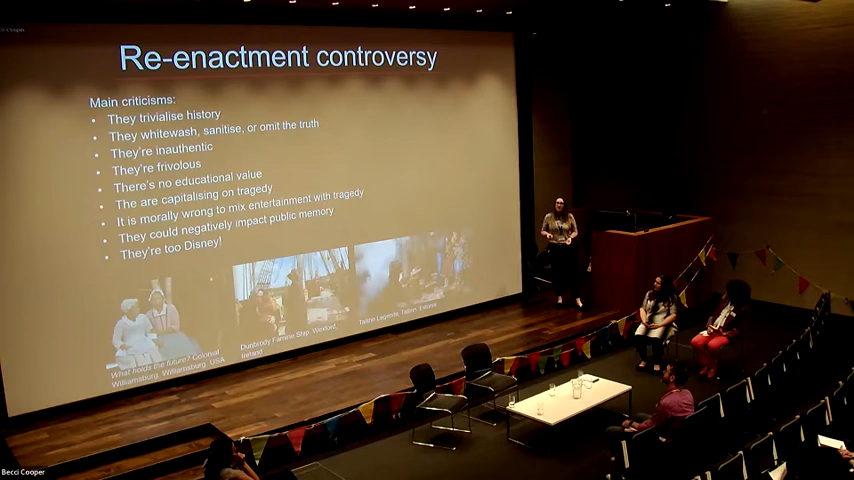 Re-enactment controversy
Main criticisms:
• They trivialise history
• They whitewash, sanitise, or omit the truth
• They're inauthentic
• They're frivolous
• There's no educational value
• The are capitalising on tragedy
• It is morally wrong to mix entertainment with tragedy
• They could negatively impact public memory
• They're too Disney!
What holds the future? Colonial
Williamsburg, Williamsburg, USA
Dunbrody Famine Ship, Wexford,
Ireland
Tallinn, Estonia
Becci Cooper